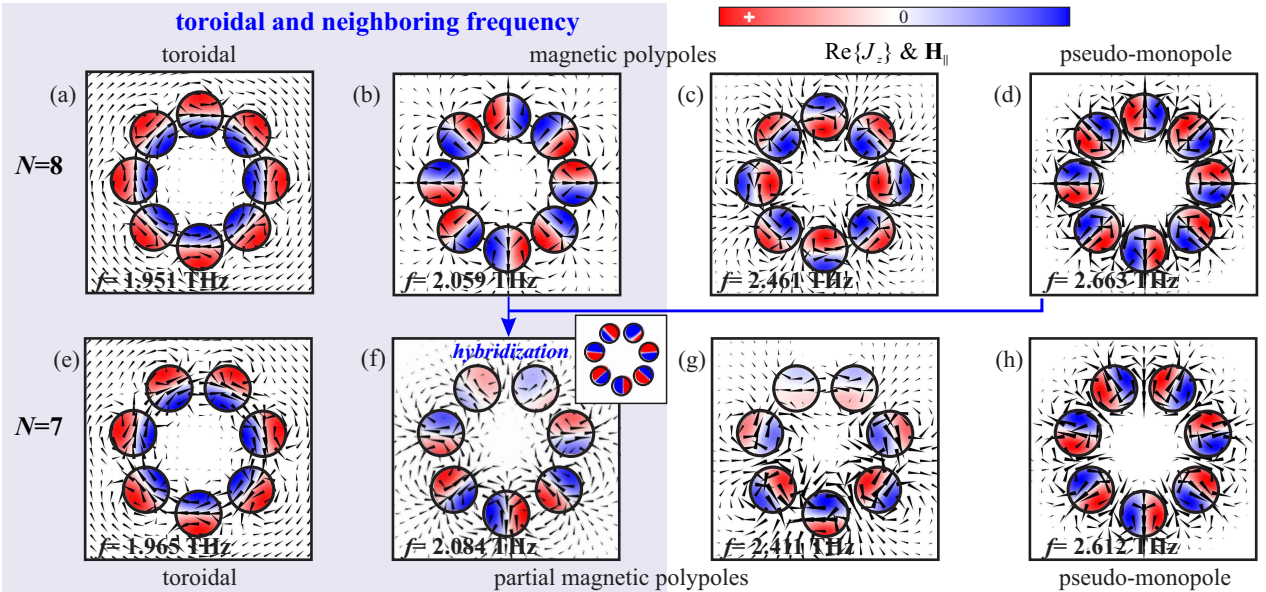 toroidal and neighboring frequency
+ 0
toroidal magnetic polypoles Re{J_z} & H_∥ pseudo-monopole
(a) (b) (c) (d)
N=8
f= 1.951 THz f= 2.059 THz f= 2.461 THz f= 2.663 THz
(e) (f) hybridization (g) (h)
N=7
f= 1.965 THz f= 2.084 THz f= 2.411 THz f= 2.612 THz
toroidal partial magnetic polypoles pseudo-monopole